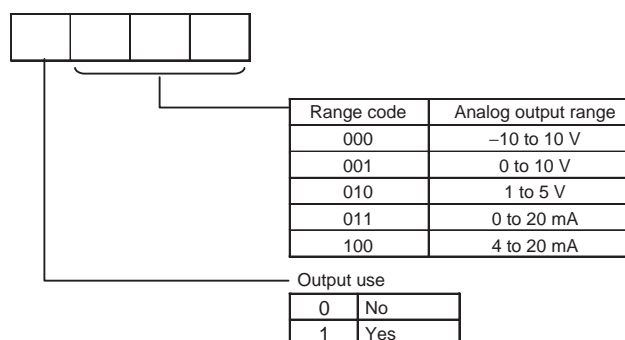 Range code Analog output range
000 −10 to 10 V
001 0 to 10 V
010 1 to 5 V
011 0 to 20 mA
100 4 to 20 mA
Output use
0 No
1 Yes